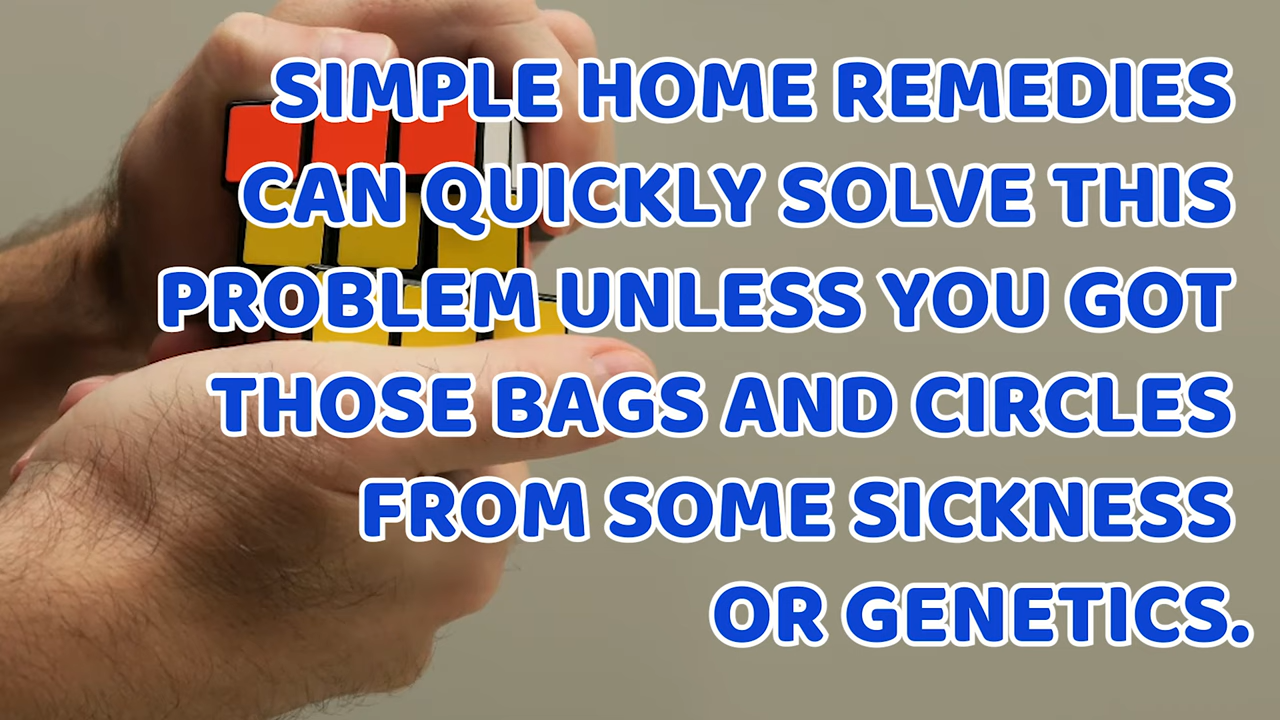 SIMPLE HOME REMEDIES
CAN QUICKLY SOLVE THIS
PROBLEM UNLESS YOU GOT
THOSE BAGS AND CIRCLES
FROM SOME SICKNESS
OR GENETICS.